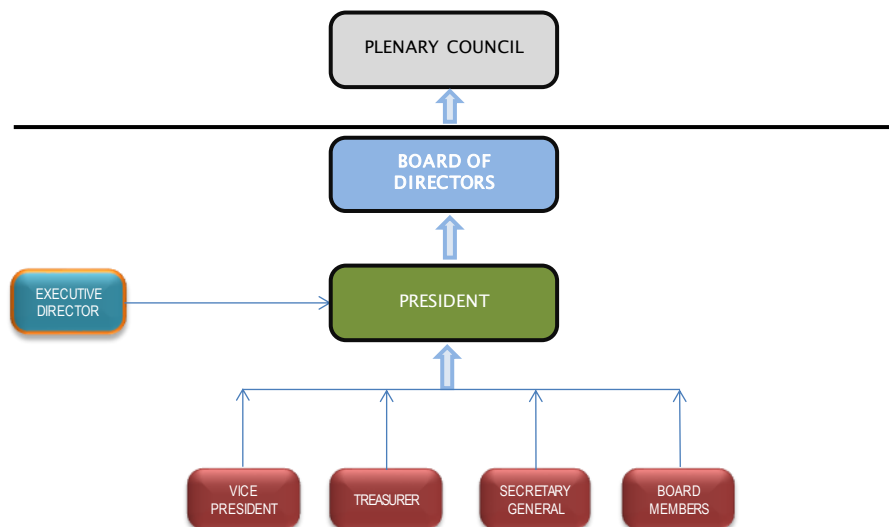 PLENARY COUNCIL
BOARD OF
DIRECTORS
EXECUTIVE
DIRECTOR
PRESIDENT
VICE
PRESIDENT
TREASURER
SECRETARY
GENERAL
BOARD
MEMBERS